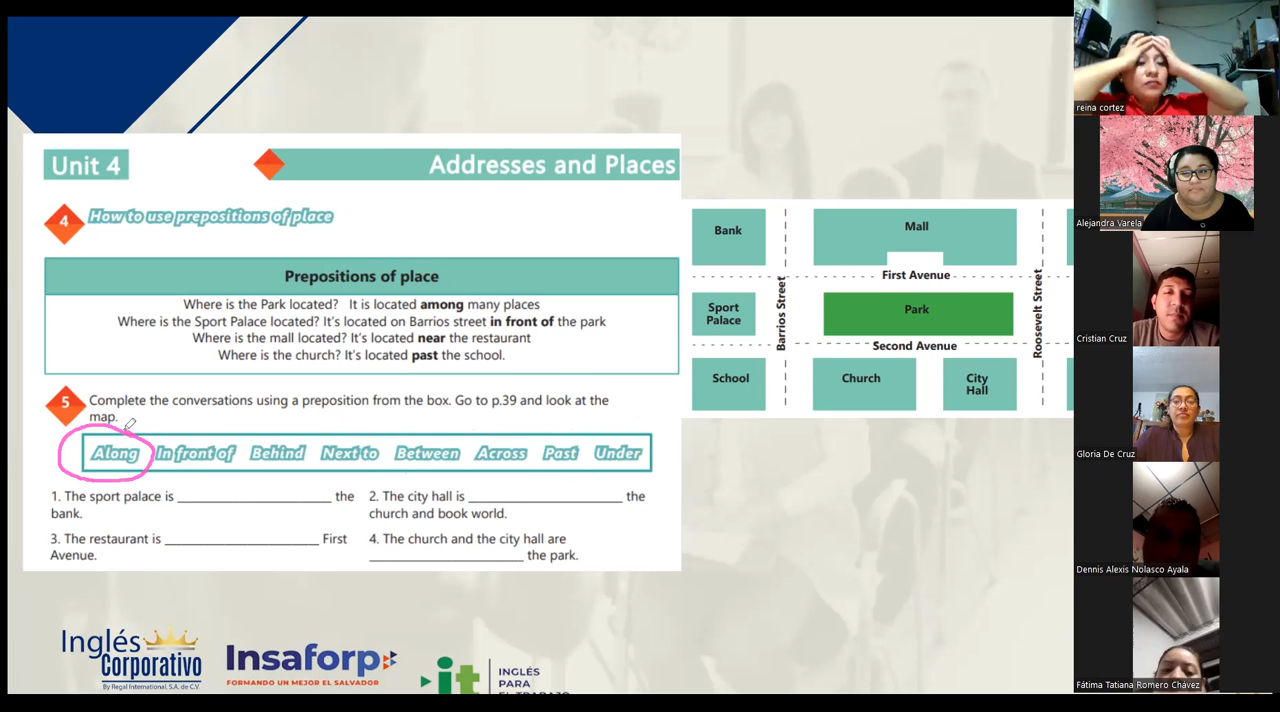 Unit 4
Addresses and Places
4
How to use prepositions of place
Prepositions of place
Where is the Park located? It is located among many places
Where is the Sport Palace located? It's located on Barrios street in front of the park
Where is the mall located? It's located near the restaurant
Where is the church? It's located past the school.
5
Complete the conversations using a preposition from the box. Go to p.39 and look at the
map.
Along In front of Behind Next to Between Across Past Under
1. The sport palace is ______________________ the
bank.
2. The city hall is ______________________ the
church and book world.
3. The restaurant is ______________________ First
Avenue.
4. The church and the city hall are
______________________ the park.
Bank
Mall
First Avenue
Sport
Palace
Park
Barrios Street
Roosevelt Street
Second Avenue
School
Church
City
Hall
Inglés
Corporativo
By Regal International, S.A. de C.V.
Insaforp
FORMANDO UN MEJOR EL SALVADOR
it
INGLÉS
PARA
EL TRABAJO
reina cortez
Alejandra Varela
Cristian Cruz
Gloria De Cruz
Dennis Alexis Nolasco Ayala
Fátima Tatiana Romero Chávez